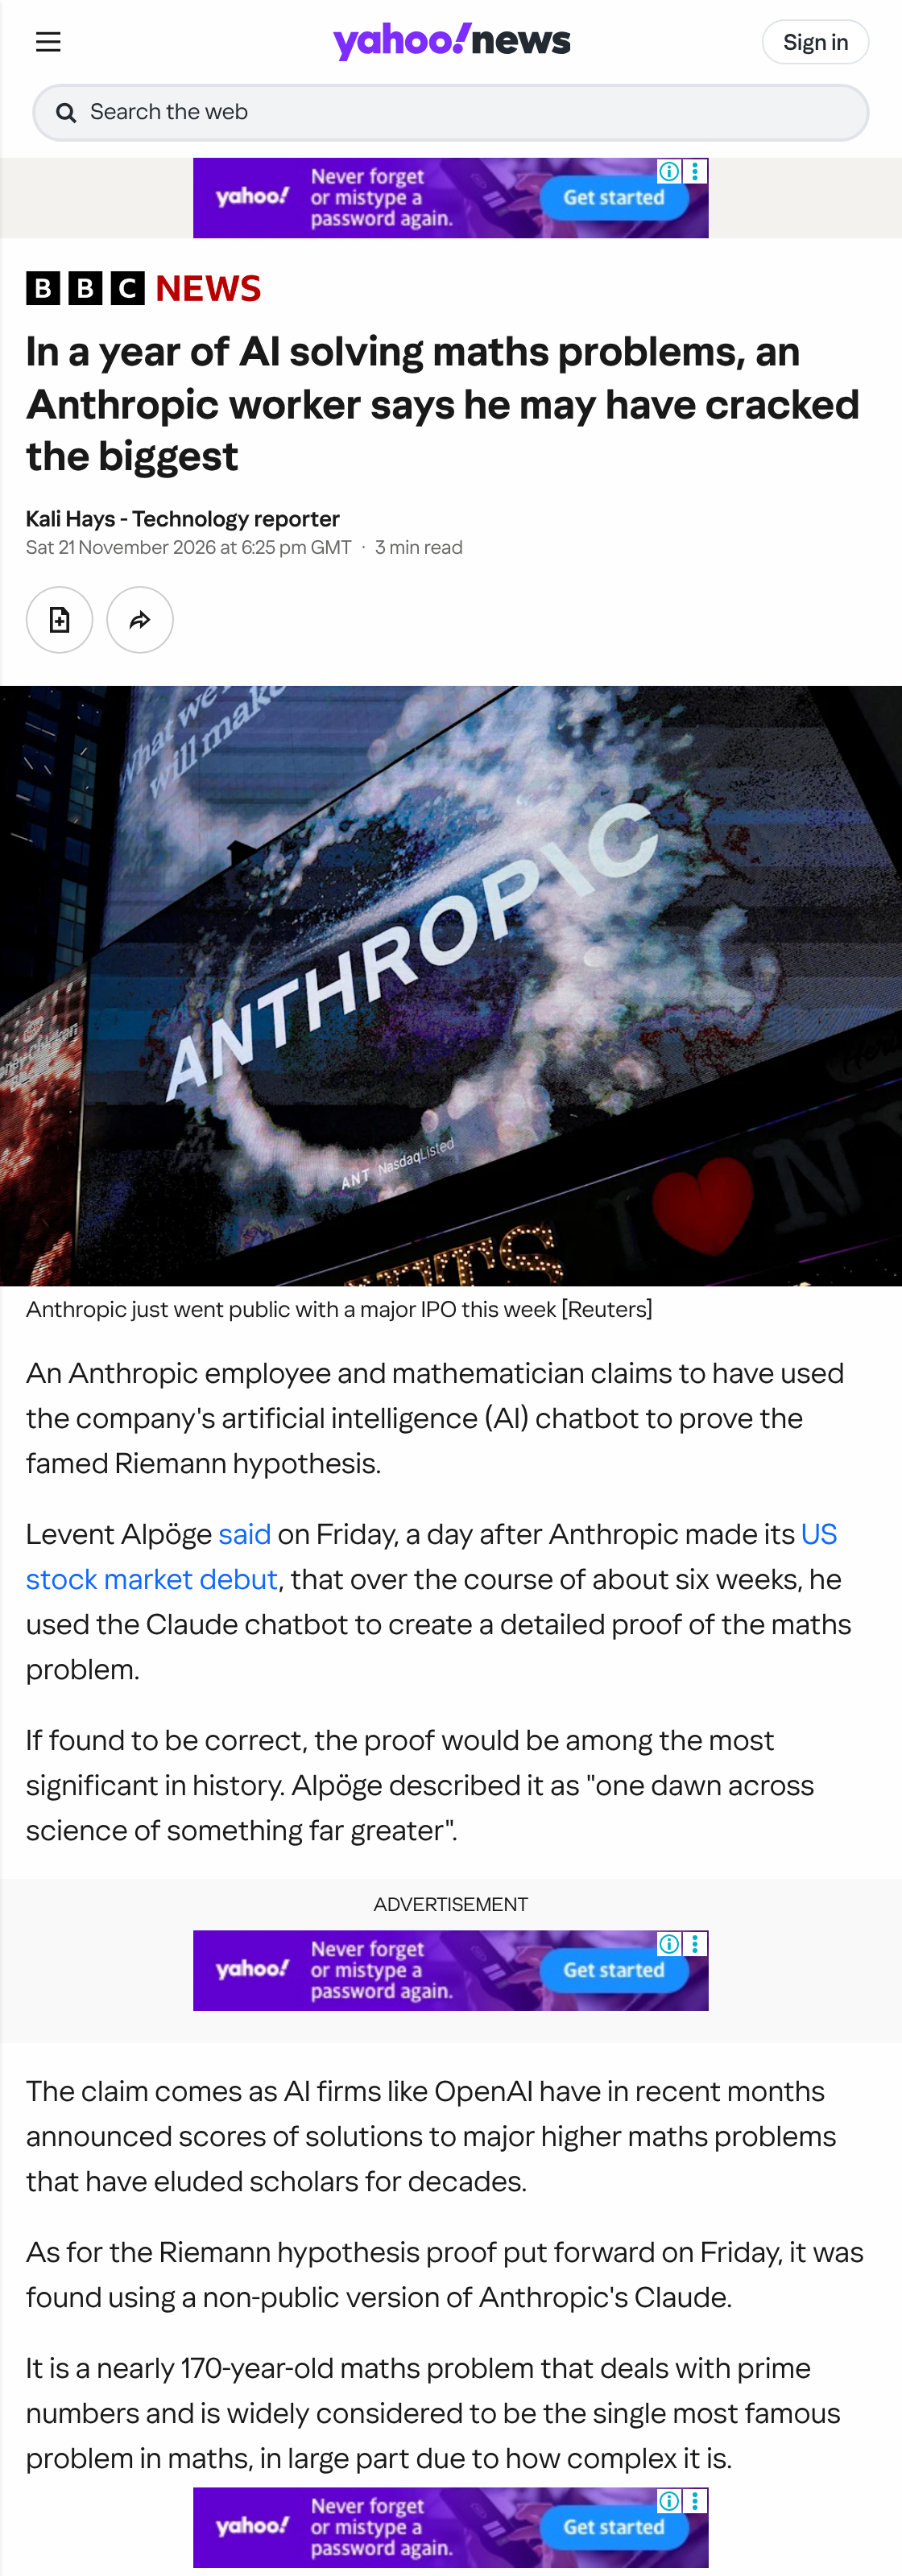 yahoo!news
Sign in
Search the web
yahoo!
Never forget
or mistype a
password again.
Get started
BBC NEWS
In a year of AI solving maths problems, an
Anthropic worker says he may have cracked
the biggest
Kali Hays - Technology reporter
Sat 21 November 2026 at 6:25 pm GMT · 3 min read
What we
will make
ANTHROP\C
ANT NasdaqListed
I ❤ NY
Anthropic just went public with a major IPO this week [Reuters]
An Anthropic employee and mathematician claims to have used
the company's artificial intelligence (AI) chatbot to prove the
famed Riemann hypothesis.
Levent Alpöge said on Friday, a day after Anthropic made its US
stock market debut, that over the course of about six weeks, he
used the Claude chatbot to create a detailed proof of the maths
problem.
If found to be correct, the proof would be among the most
significant in history. Alpöge described it as "one dawn across
science of something far greater".
ADVERTISEMENT
yahoo!
Never forget
or mistype a
password again.
Get started
The claim comes as AI firms like OpenAI have in recent months
announced scores of solutions to major higher maths problems
that have eluded scholars for decades.
As for the Riemann hypothesis proof put forward on Friday, it was
found using a non-public version of Anthropic's Claude.
It is a nearly 170-year-old maths problem that deals with prime
numbers and is widely considered to be the single most famous
problem in maths, in large part due to how complex it is.
yahoo!
Never forget
or mistype a
password again.
Get started